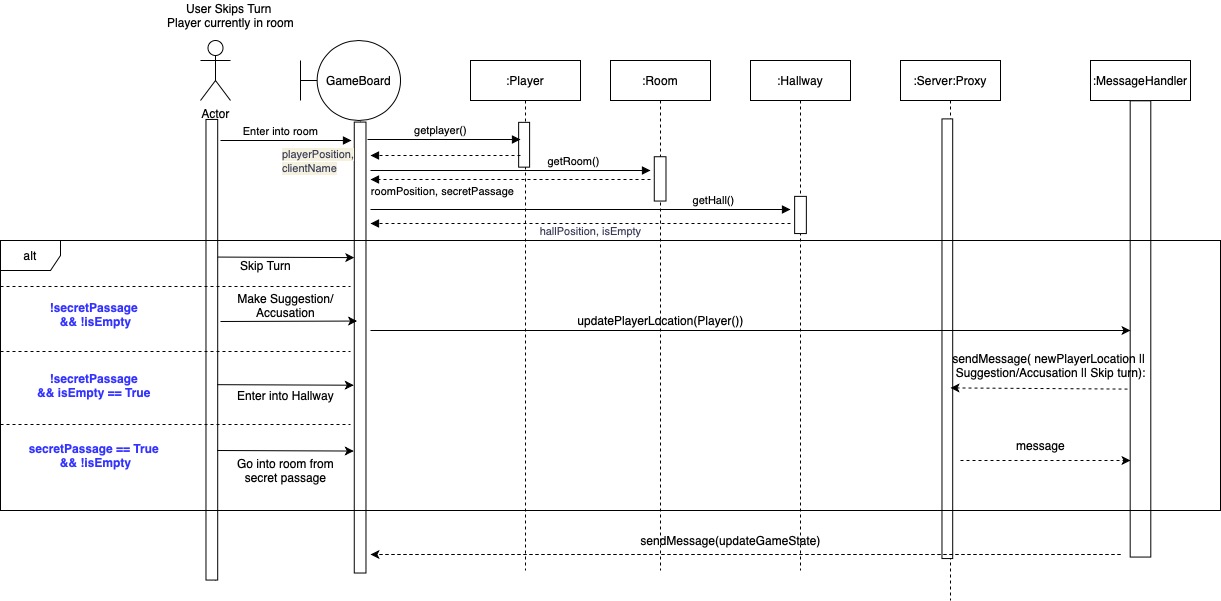 User Skips Turn
Player currently in room
Actor
GameBoard
:Player
:Room
:Hallway
:Server:Proxy
:MessageHandler
Enter into room
getplayer()
playerPosition,
clientName
getRoom()
roomPosition, secretPassage
getHall()
hallPosition, isEmpty
alt
Skip Turn
!secretPassage
&& !isEmpty
Make Suggestion/
Accusation
updatePlayerLocation(Player())
sendMessage( newPlayerLocation ||
Suggestion/Accusation || Skip turn):
!secretPassage
&& isEmpty == True
Enter into Hallway
secretPassage == True
&& !isEmpty
Go into room from
secret passage
message
sendMessage(updateGameState)